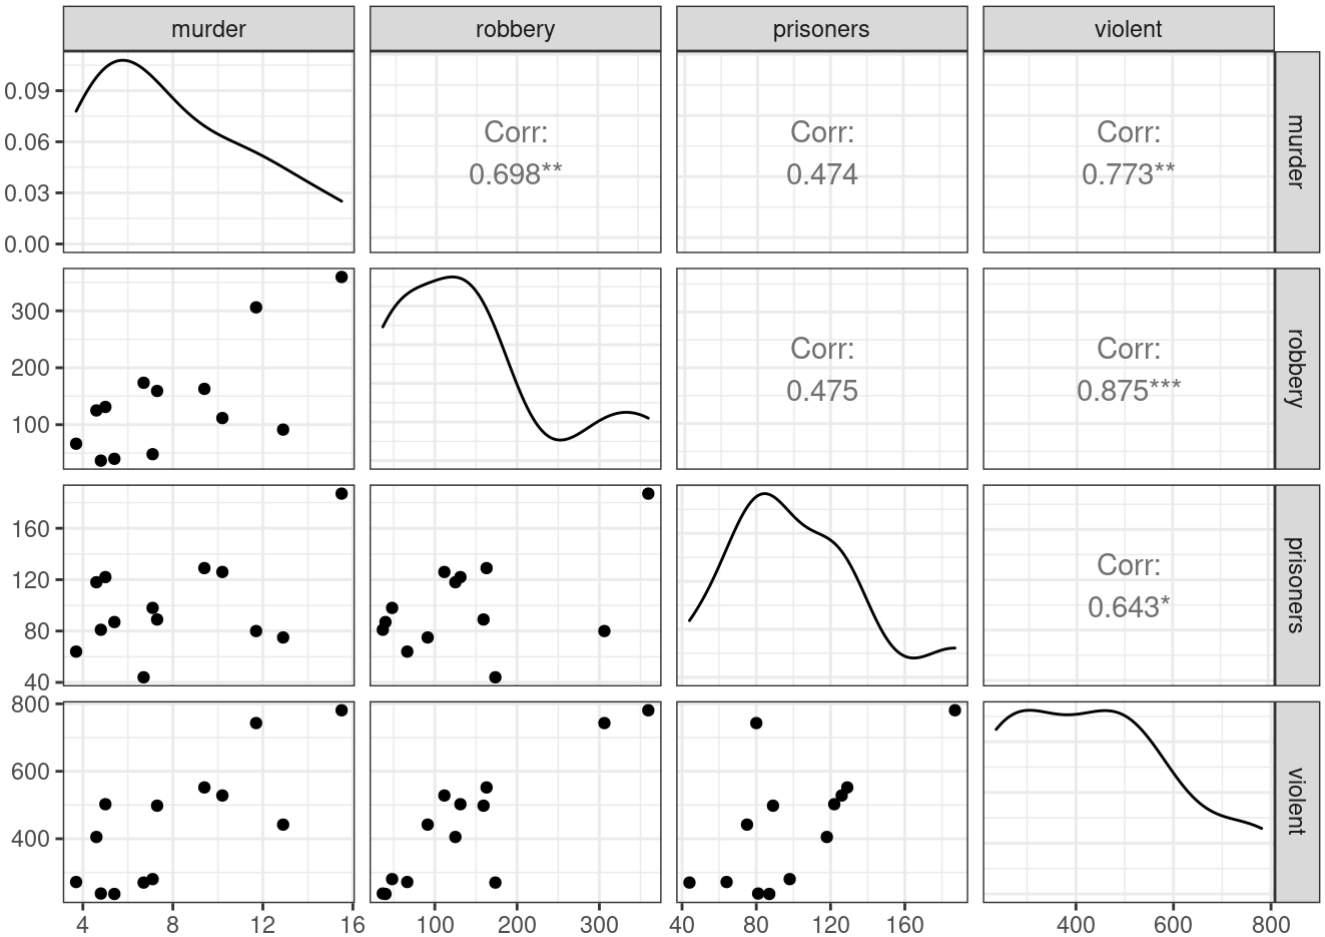 murder robbery prisoners violent
0.09
0.06
0.03
0.00
Corr:
0.698**
Corr:
0.474
Corr:
0.773**
murder
300
200
100
Corr:
0.475
Corr:
0.875***
robbery
160
120
80
40
Corr:
0.643*
prisoners
800
600
400
violent
4 8 12 16 100 200 300 40 80 120 160 400 600 800